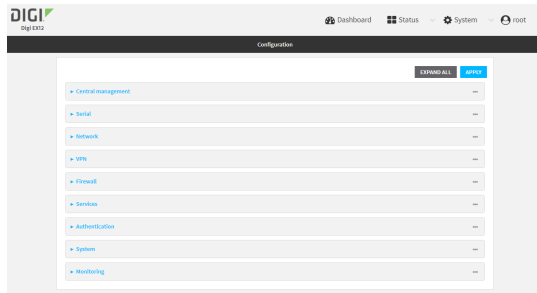 DIGI
Digi EX12
Dashboard Status System root
Configuration
EXPAND ALL APPLY
Central management
Serial
Network
VPN
Firewall
Services
Authentication
System
Monitoring